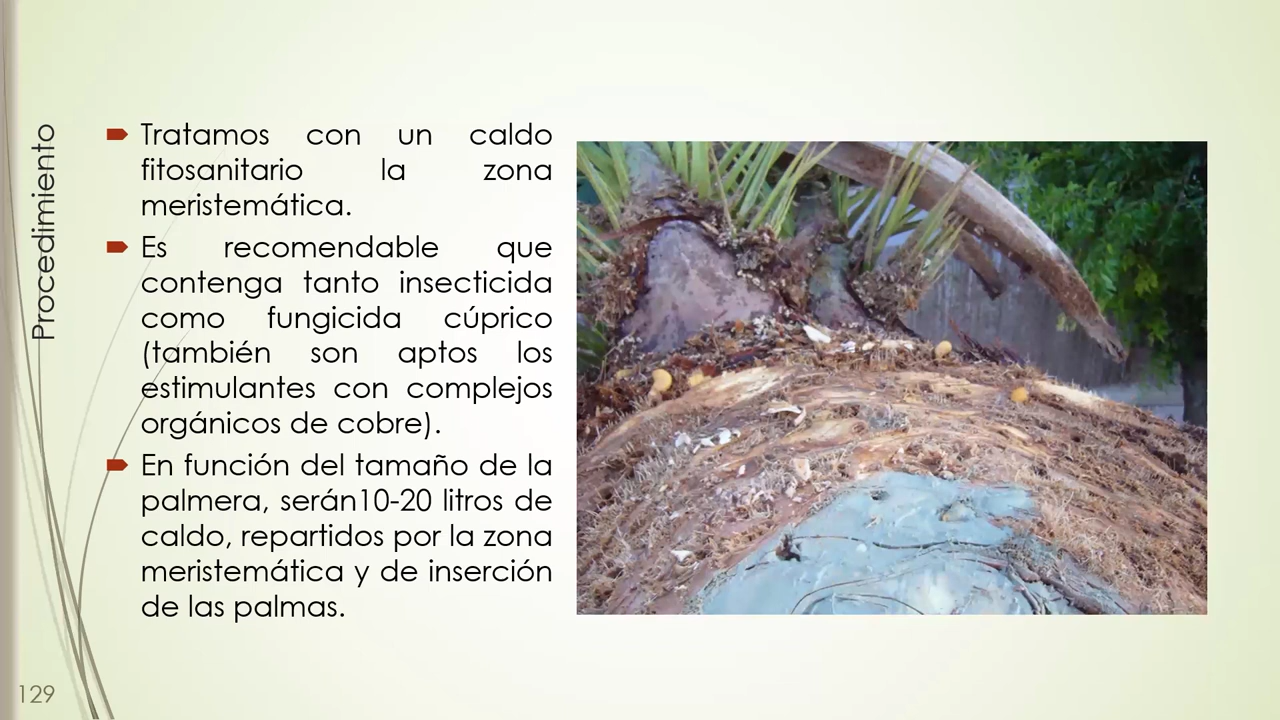 Procedimiento
Tratamos con un caldo
fitosanitario la zona
meristemática.
Es recomendable que
contenga tanto insecticida
como fungicida cúprico
(también son aptos los
estimulantes con complejos
orgánicos de cobre).
En función del tamaño de la
palmera, serán10-20 litros de
caldo, repartidos por la zona
meristemática y de inserción
de las palmas.
129